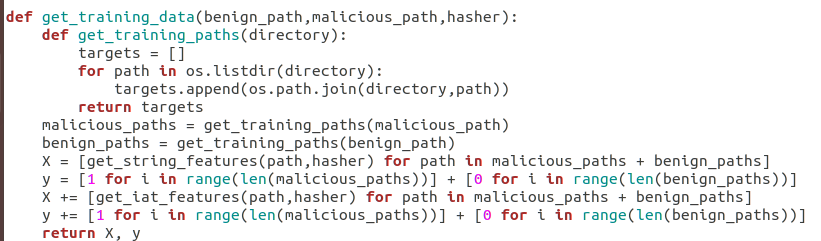 def get_training_data(benign_path,malicious_path,hasher):
    def get_training_paths(directory):
        targets = []
        for path in os.listdir(directory):
            targets.append(os.path.join(directory,path))
        return targets
    malicious_paths = get_training_paths(malicious_path)
    benign_paths = get_training_paths(benign_path)
    X = [get_string_features(path,hasher) for path in malicious_paths + benign_paths]
    y = [1 for i in range(len(malicious_paths))] + [0 for i in range(len(benign_paths))]
    X += [get_iat_features(path,hasher) for path in malicious_paths + benign_paths]
    y += [1 for i in range(len(malicious_paths))] + [0 for i in range(len(benign_paths))]
    return X, y